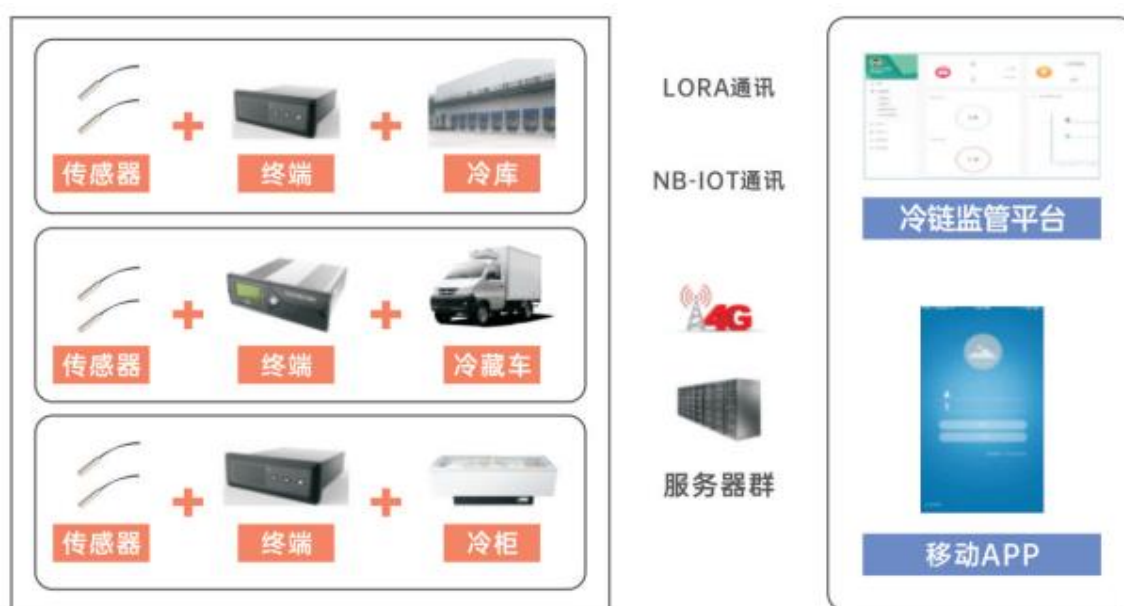 传感器
终端
冷库
传感器
终端
冷藏车
传感器
终端
冷柜
LORA通讯
NB-IOT通讯
4G
服务器群
冷链监管平台
移动APP